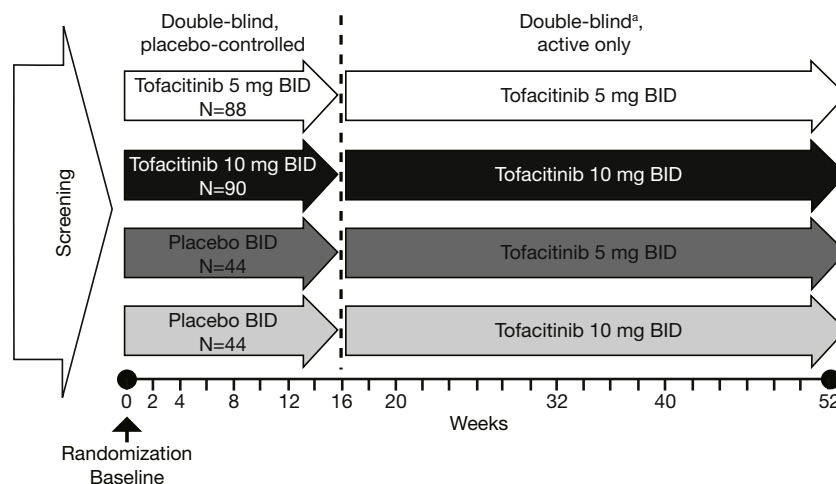 Double-blind,
placebo-controlled
Double-blindᵃ,
active only
Screening
Tofacitinib 5 mg BID
N=88
Tofacitinib 5 mg BID
Tofacitinib 10 mg BID
N=90
Tofacitinib 10 mg BID
Placebo BID
N=44
Tofacitinib 5 mg BID
Placebo BID
N=44
Tofacitinib 10 mg BID
0 2 4 8 12 16 20 32 40 52
Weeks
Randomization
Baseline